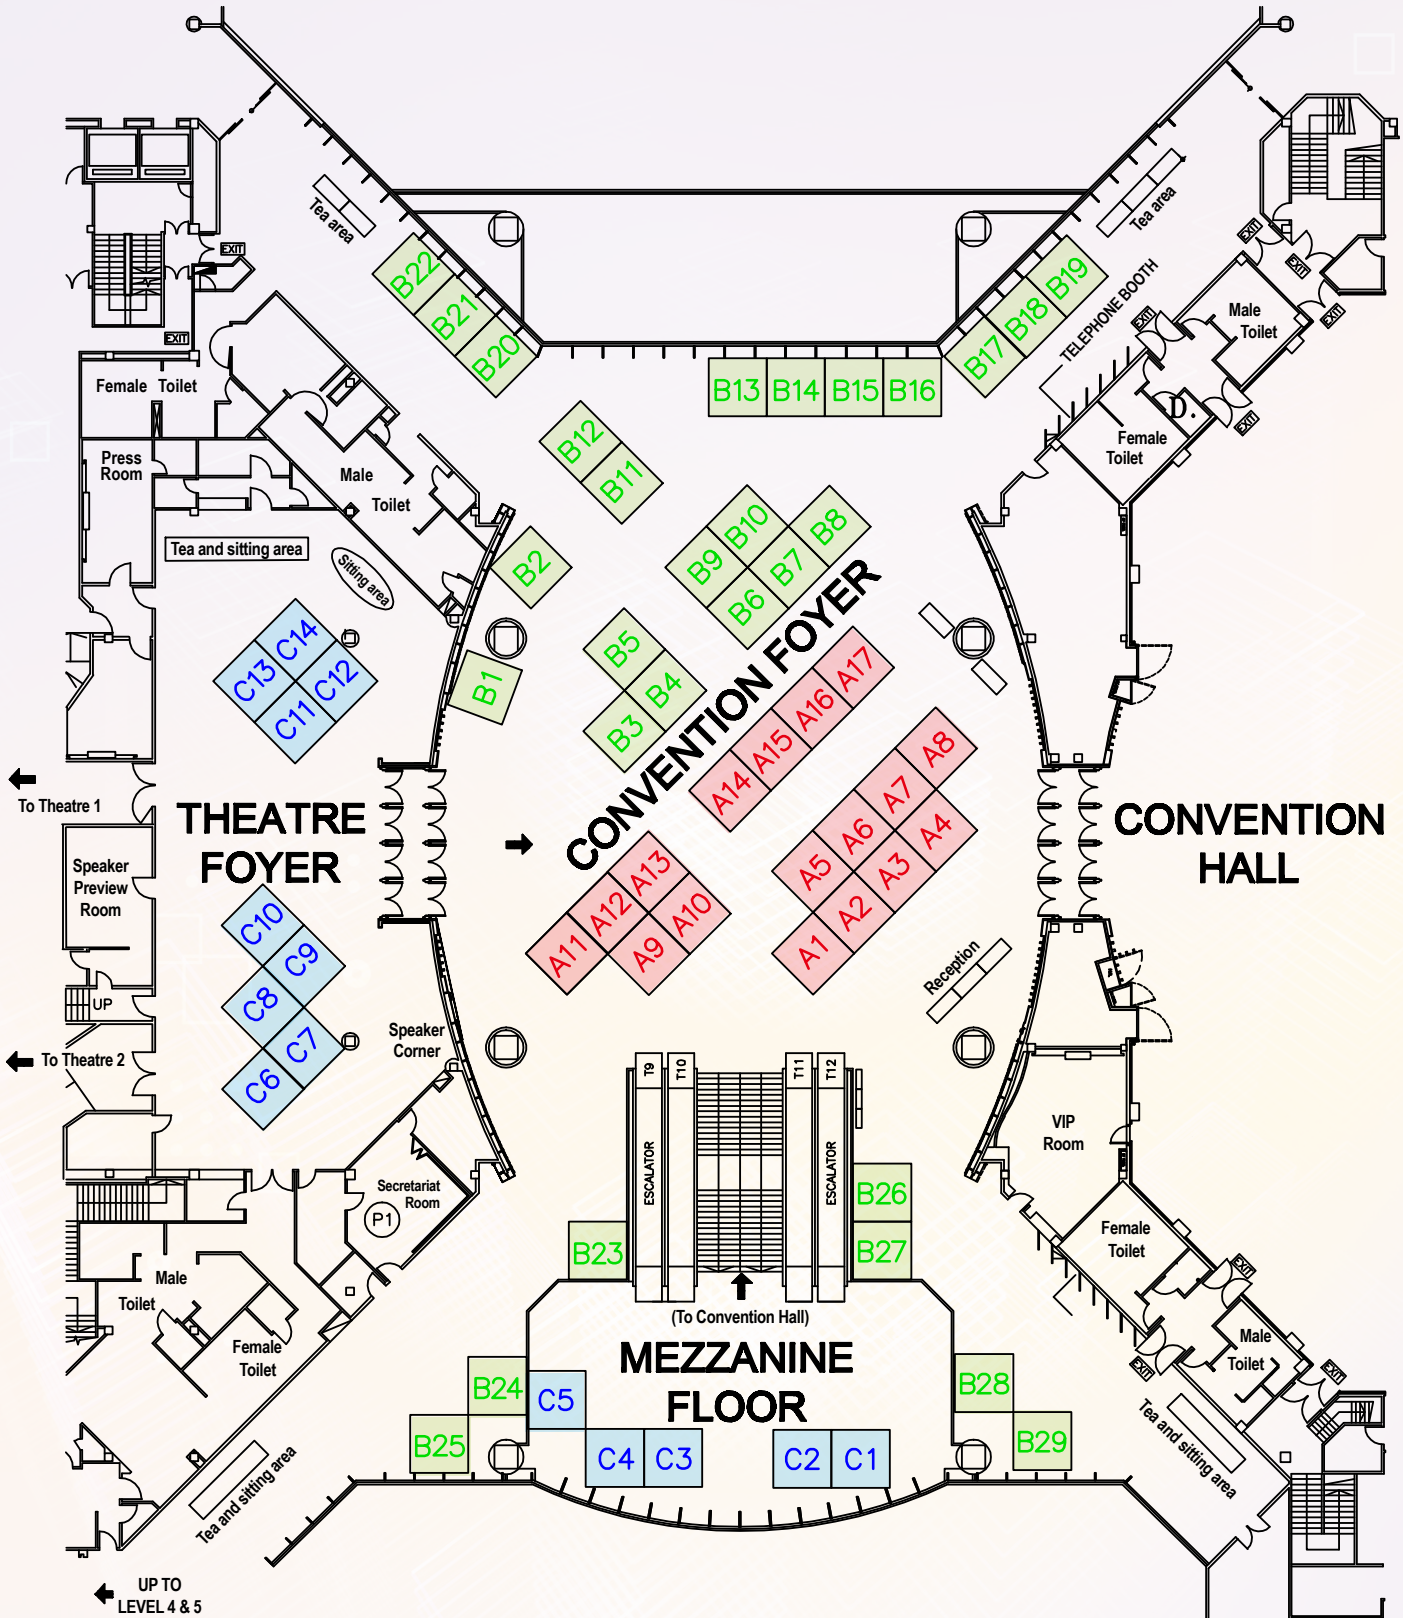 Tea area
Tea area
EXIT
EXIT
EXIT
EXIT
EXIT
EXIT
EXIT
B22
B21
B20
B19
B18
B17
TELEPHONE BOOTH
Male
Toilet
B13 B14 B15 B16
Female Toilet
D.
Female
Toilet
B12
B11
Press
Room
Male
Toilet
B10
B9
B8
B7
B6
Tea and sitting area
Sitting area
B2
B5
B4
B3
B1
C14
C13
C12
C11
CONVENTION FOYER
A17
A16
A15
A14
A8
A7
A6
A5
A4
A3
A2
A1
To Theatre 1
THEATRE
FOYER
CONVENTION
HALL
Speaker
Preview
Room
A13
A12
A11
A10
A9
C10
C9
C8
C7
C6
Reception
UP
Speaker
Corner
To Theatre 2
T9
T10
T11
T12
ESCALATOR
ESCALATOR
VIP
Room
Secretariat
Room
P1
B26
B27
B23
Female
Toilet
Male
Toilet
EXIT
(To Convention Hall)
MEZZANINE
FLOOR
Female
Toilet
Male
Toilet
EXIT
EXIT
B24
C5
B28
B25
C4 C3
C2 C1
B29
Tea and sitting area
Tea and sitting area
UP TO
LEVEL 4 & 5